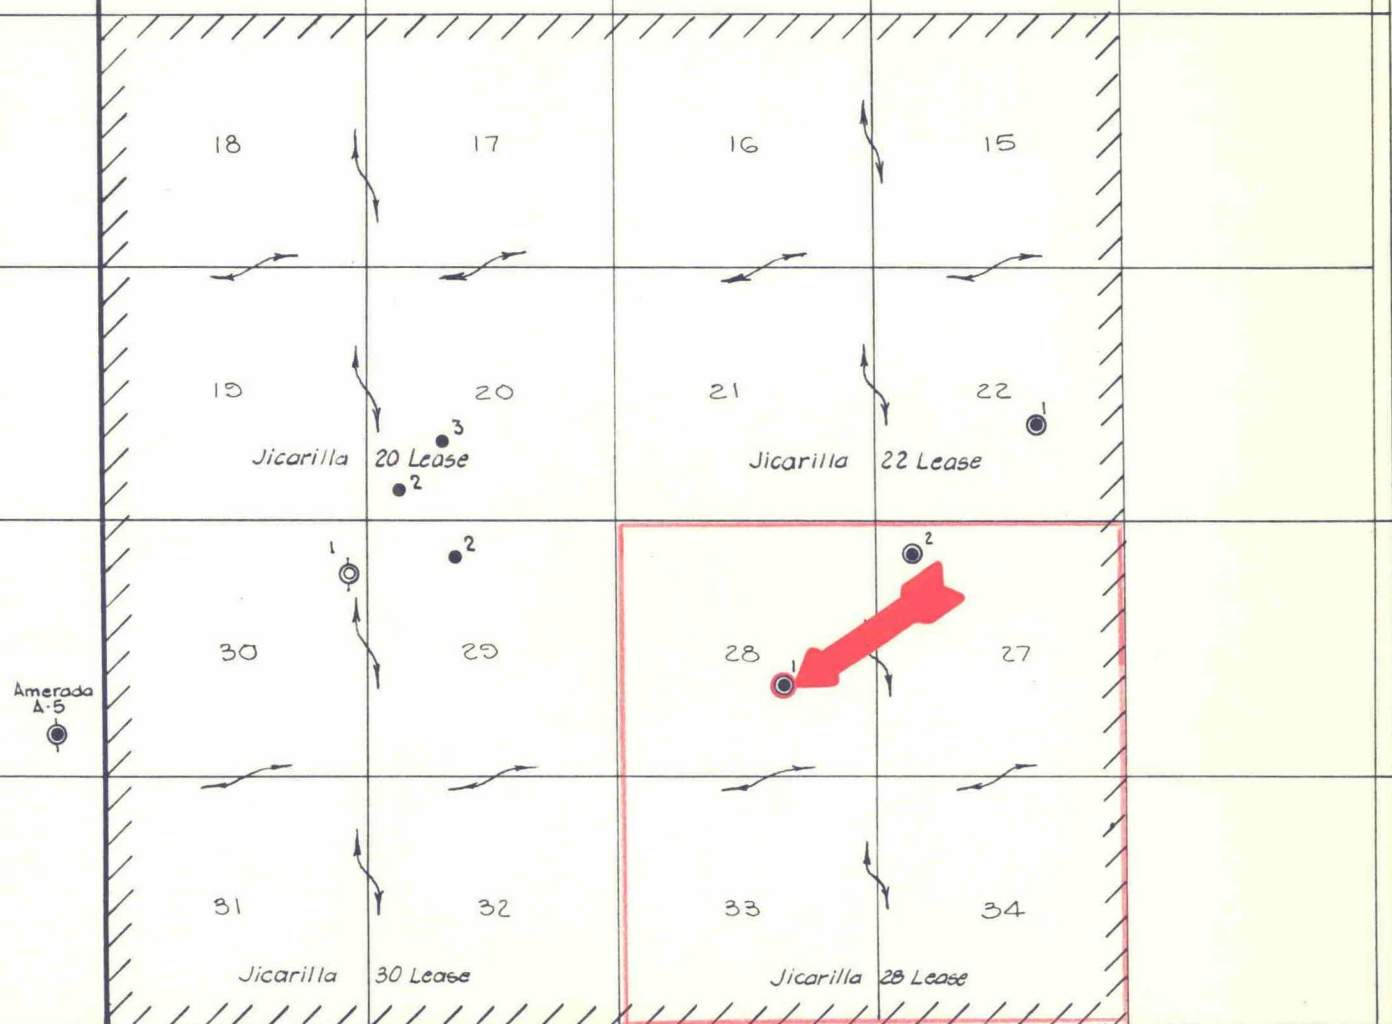 18 17 16 15
19 20 21 22
1
3
Jicarilla 20 Lease Jicarilla 22 Lease
2
1 2 2
30 29 28 1 27
Amerada
A-5
31 32 33 34
Jicarilla 30 Lease Jicarilla 28 Lease